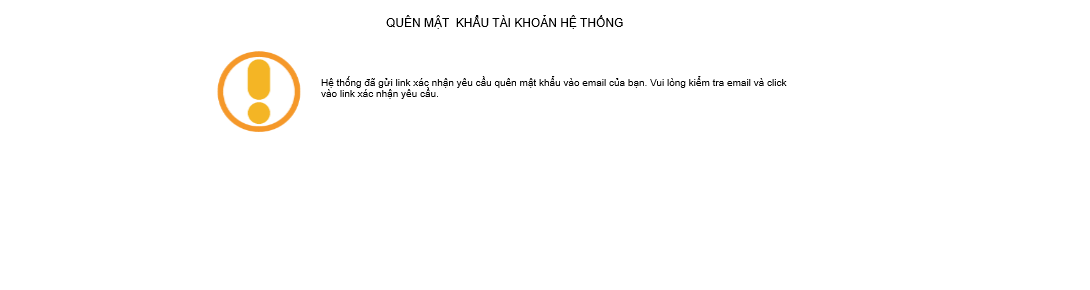 QUÊN MẬT KHẨU TÀI KHOẢN HỆ THỐNG
Hệ thống đã gửi link xác nhận yêu cầu quên mật khẩu vào email của bạn. Vui lòng kiểm tra email và click
vào link xác nhận yêu cầu.